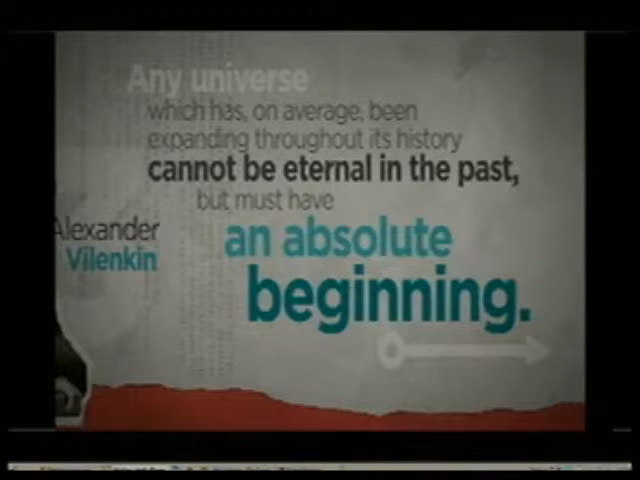 Any universe
which has, on average, been
expanding throughout its history
cannot be eternal in the past,
but must have
an absolute
beginning.
Alexander
Vilenkin